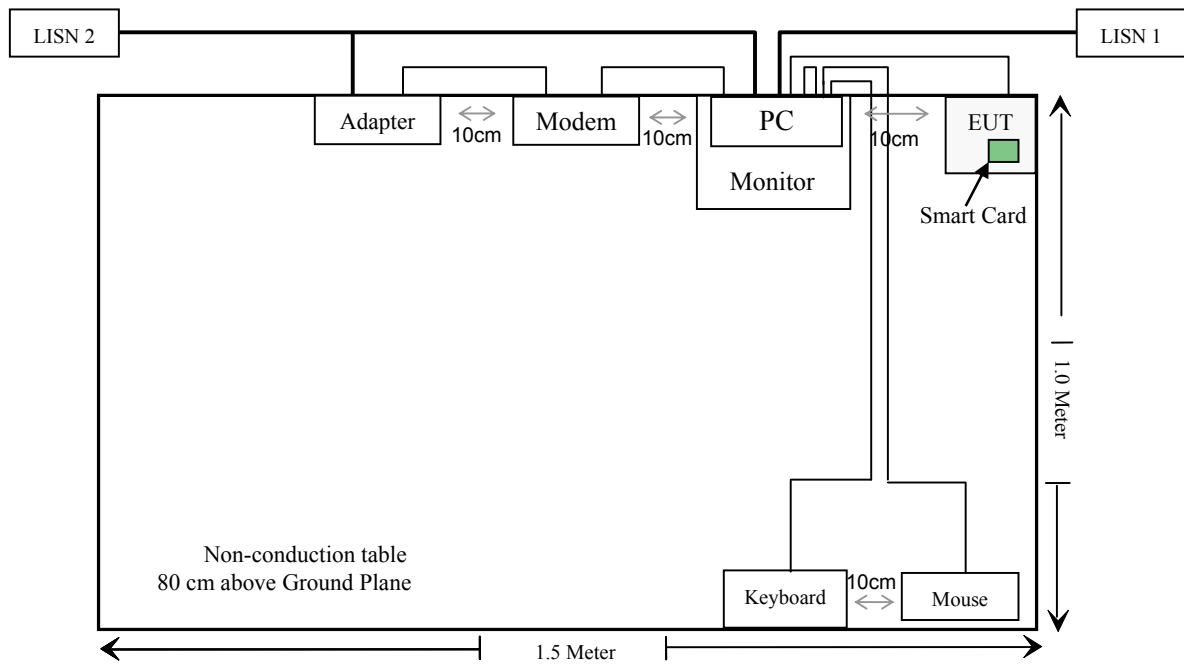 LISN 2
LISN 1
Adapter
10cm
Modem
10cm
PC
10cm
EUT
Monitor
Smart Card
1.0 Meter
Non-conduction table
80 cm above Ground Plane
Keyboard
10cm
Mouse
1.5 Meter